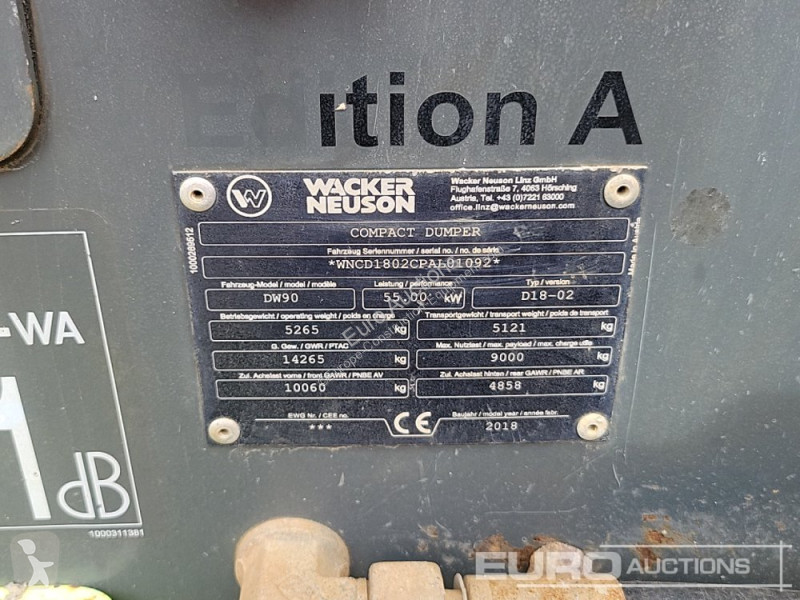 Edition A
WACKER
NEUSON
Wacker Neuson Linz GmbH
Flughafenstraße 7, 4063 Hörsching
Austria, Tel. +43 (0)7221 63000
office.linz@wackerneuson.com
COMPACT DUMPER
Fahrzeug Seriennummer / serial no. / no. de série
*WNCD1802CPAL01092*
Fahrzeug-Model / model / modèle
Leistung / performance
Typ / version
DW90
55.00 kW
D18-02
Betriebsgewicht / operating weight / poids en charge
Transportgewicht / transport weight / poids de transport
5265 kg
5121 kg
G. Gew. / GWR / PTAC
Max. Nutzlast / max. payload / max. charge utile
14265 kg
9000 kg
Zul. Achslast vorne / front GAWR / PNBE AV
Zul. Achslast hinten / rear GAWR / PNBE AR
10060 kg
4858 kg
EWG Nr. / CEE no.
Baujahr / model year / année fabr.
***
CE
2018
1000289512
Made in Austria
-WA
1 dB
1000311381
EURO AUCTIONS